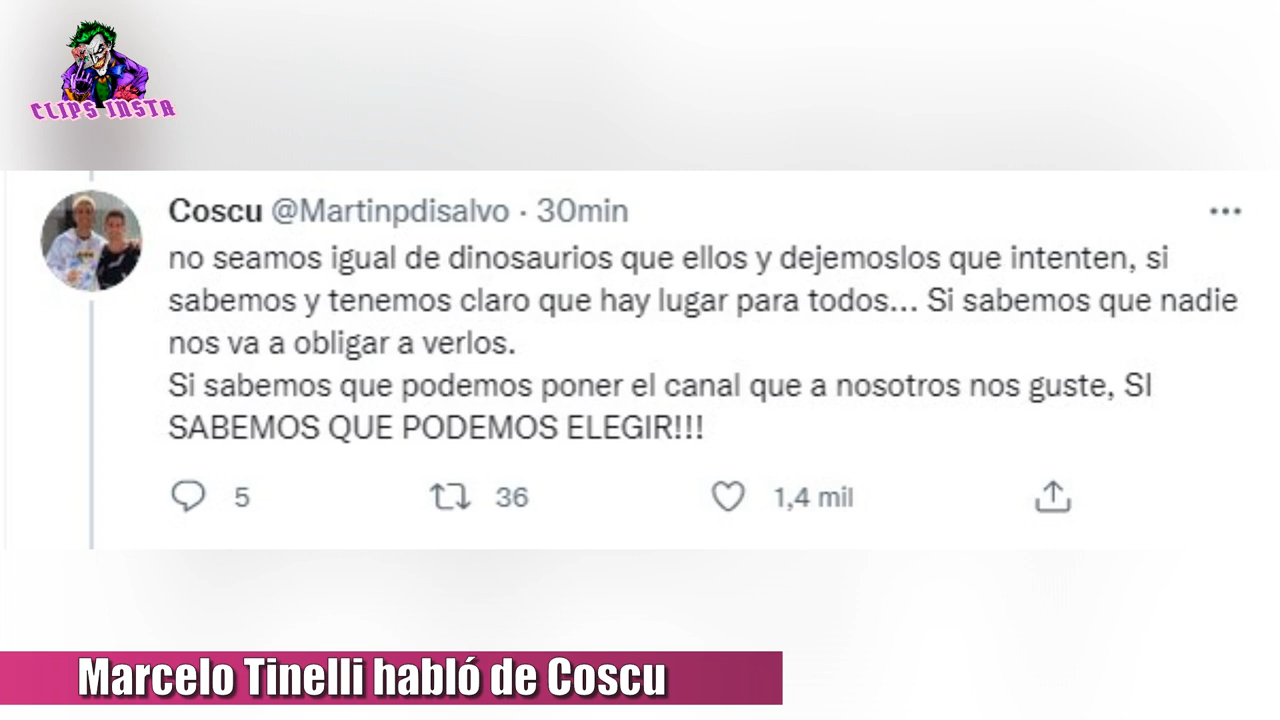 CLIPS INSTA
Coscu @Martinpdisalvo · 30min
no seamos igual de dinosaurios que ellos y dejemoslos que intenten, si
sabemos y tenemos claro que hay lugar para todos... Si sabemos que nadie
nos va a obligar a verlos.
Si sabemos que podemos poner el canal que a nosotros nos guste, SI
SABEMOS QUE PODEMOS ELEGIR!!!
5 36 1,4 mil
Marcelo Tinelli habló de Coscu